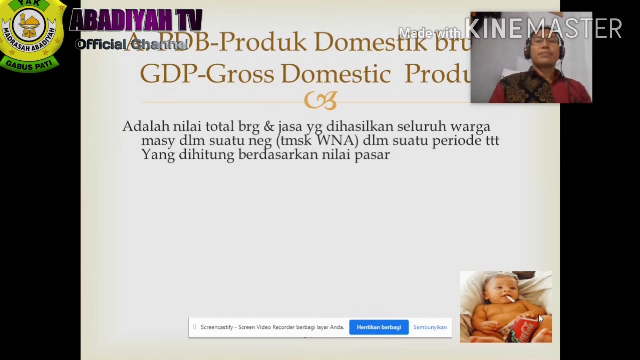 YAK
MADRASAH ABADIYAH
GABUS PATI
ABADIYAH TV
Official Channel
Made with KINEMASTER
A. PDB-Produk Domestik bru
GDP-Gross Domestic Produ
Adalah nilai total brg & jasa yg dihasilkan seluruh warga
masy dlm suatu neg (tmsk WNA) dlm suatu periode ttt
Yang dihitung berdasarkan nilai pasar
Screencastify - Screen Video Recorder berbagi layar Anda.
Hentikan berbagi
Sembunyikan